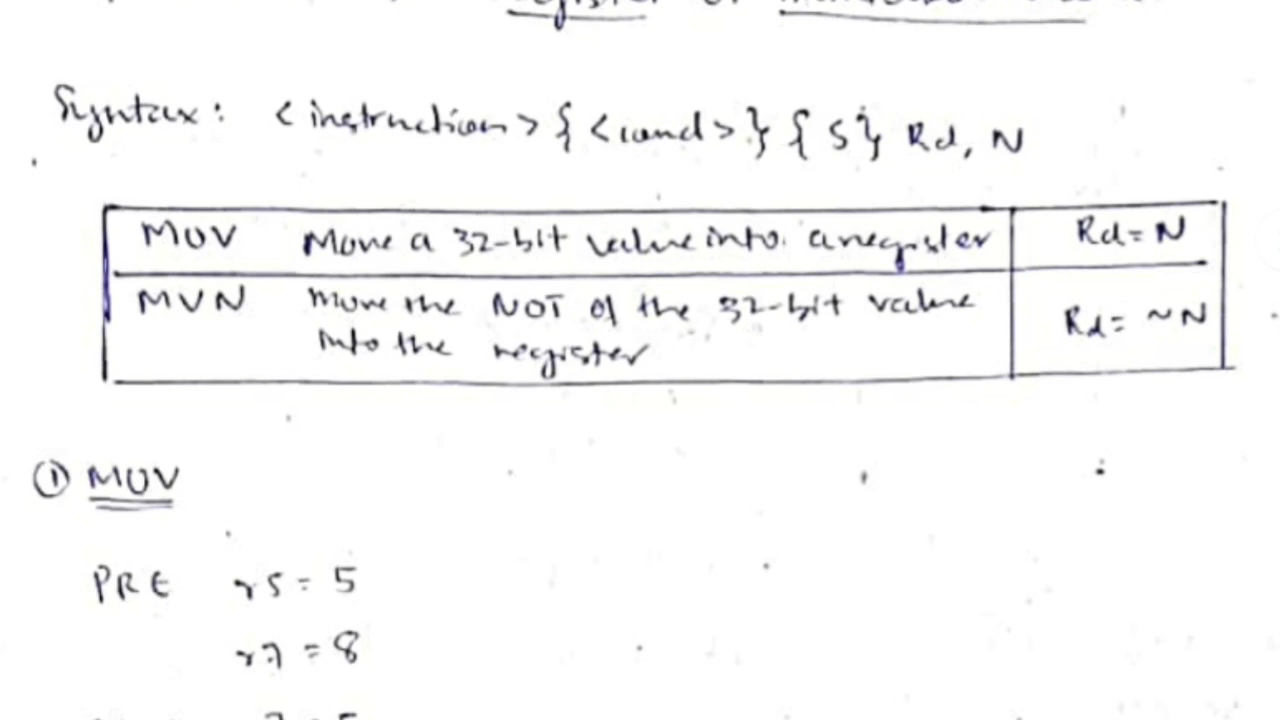 Syntax: <instruction>{<cond>}{S} Rd, N
MOV Move a 32-bit value into a register Rd=N
MVN Move the NOT of the 32-bit value
into the register Rd= ~N
① MOV
PRE r5 = 5
r7 = 8